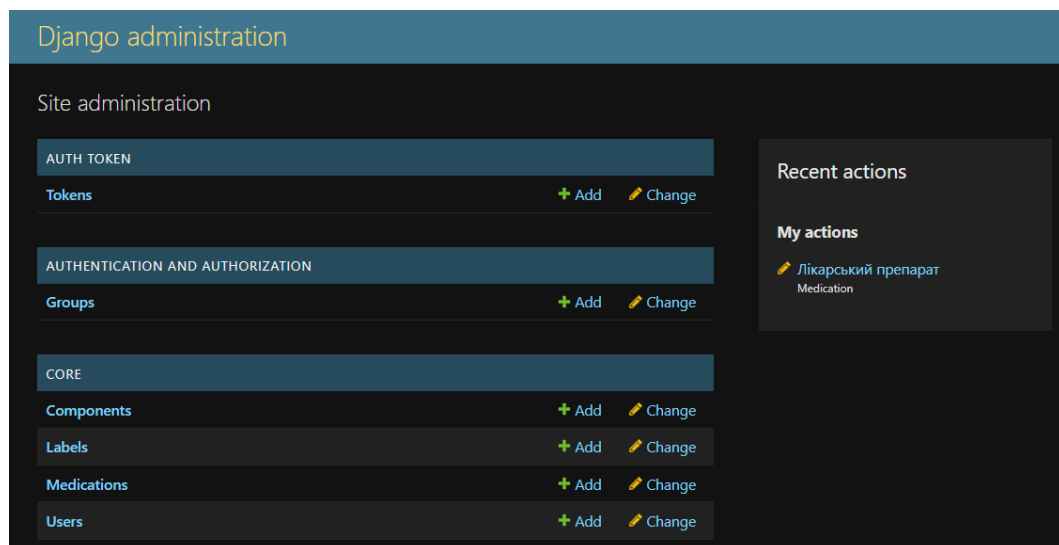 Django administration
Site administration
AUTH TOKEN
Tokens Add Change
AUTHENTICATION AND AUTHORIZATION
Groups Add Change
CORE
Components Add Change
Labels Add Change
Medications Add Change
Users Add Change
Recent actions
My actions
Лікарський препарат
Medication